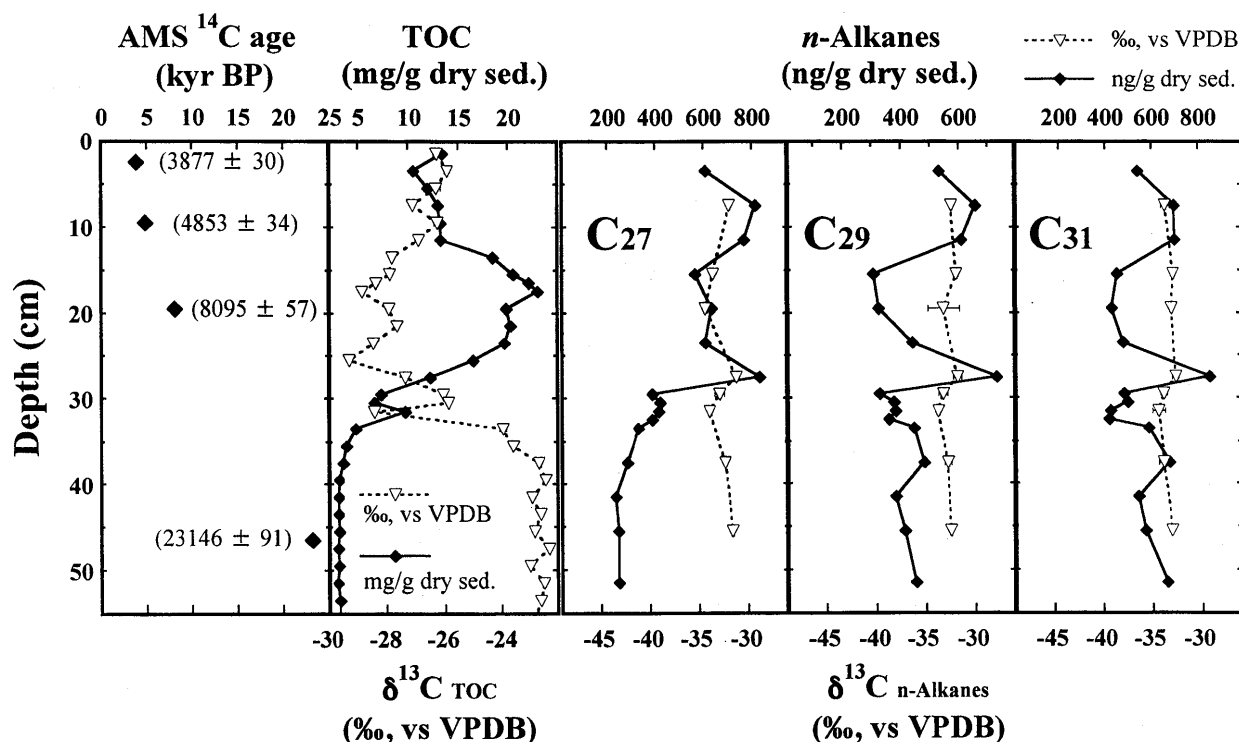 AMS ¹⁴C age
(kyr BP)
TOC
(mg/g dry sed.)
n-Alkanes
(ng/g dry sed.)
‰, vs VPDB
ng/g dry sed.
0 5 10 15 20 25
5 10 15 20
200 400 600 800
200 400 600
200 400 600 800
Depth (cm)
0
10
20
30
40
50
(3877 ± 30)
(4853 ± 34)
(8095 ± 57)
(23146 ± 91)
‰, vs VPDB
mg/g dry sed.
C27
C29
C31
-30 -28 -26 -24
-45 -40 -35 -30
-45 -40 -35 -30
-45 -40 -35 -30
δ¹³C TOC
(‰, vs VPDB)
δ¹³C n-Alkanes
(‰, vs VPDB)